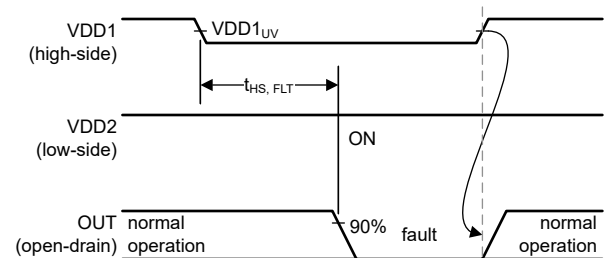 VDD1
(high-side)
VDD1UV
tHS, FLT
VDD2
(low-side)
ON
OUT
(open-drain)
normal
operation
90%
fault
normal
operation